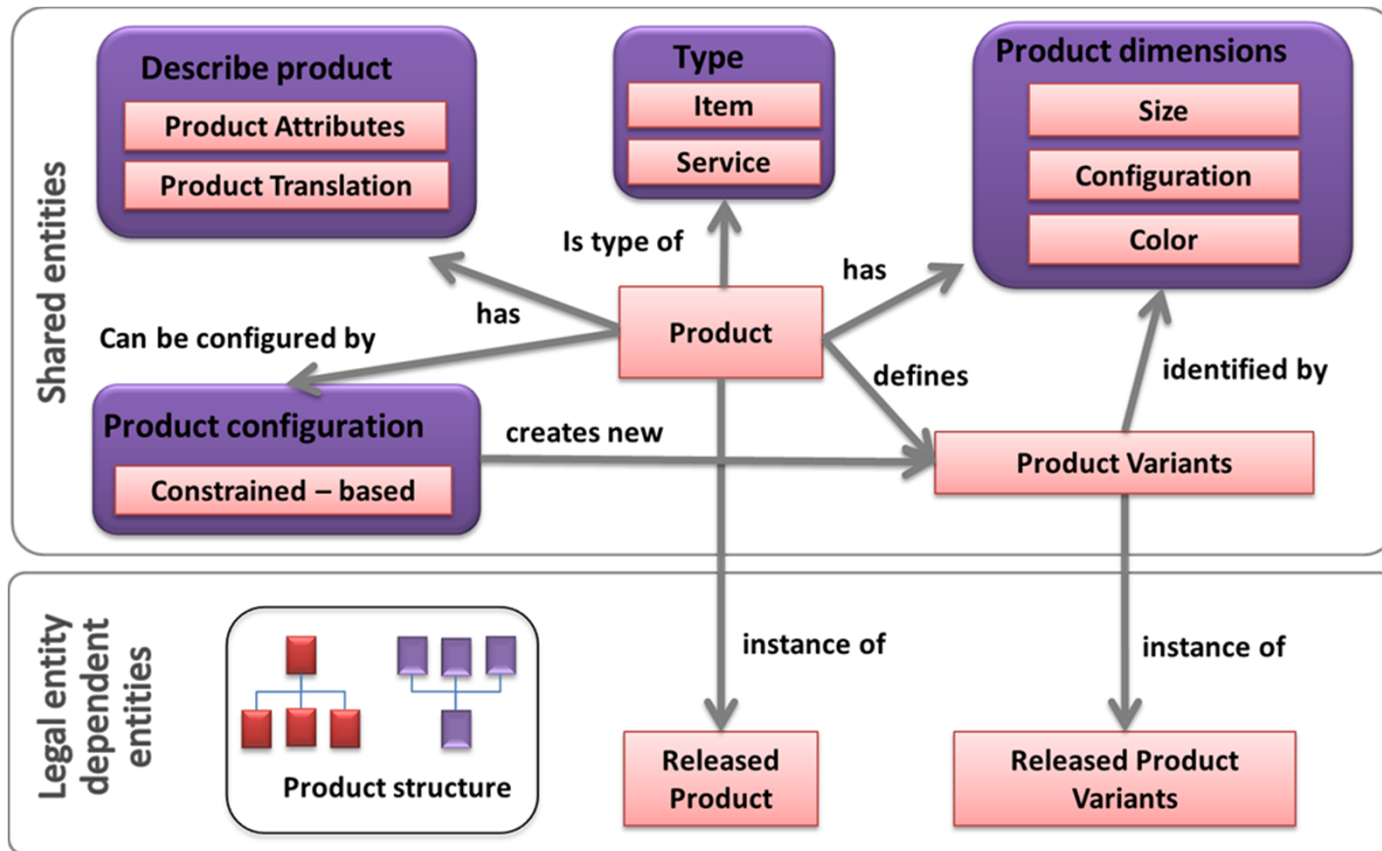 Shared entities
Describe product
Product Attributes
Product Translation
Type
Item
Service
Product dimensions
Size
Configuration
Color
Is type of
has
has
Can be configured by
Product
defines
identified by
Product configuration
Constrained – based
creates new
Product Variants
Legal entity
dependent
entities
Product structure
instance of
instance of
Released
Product
Released Product
Variants